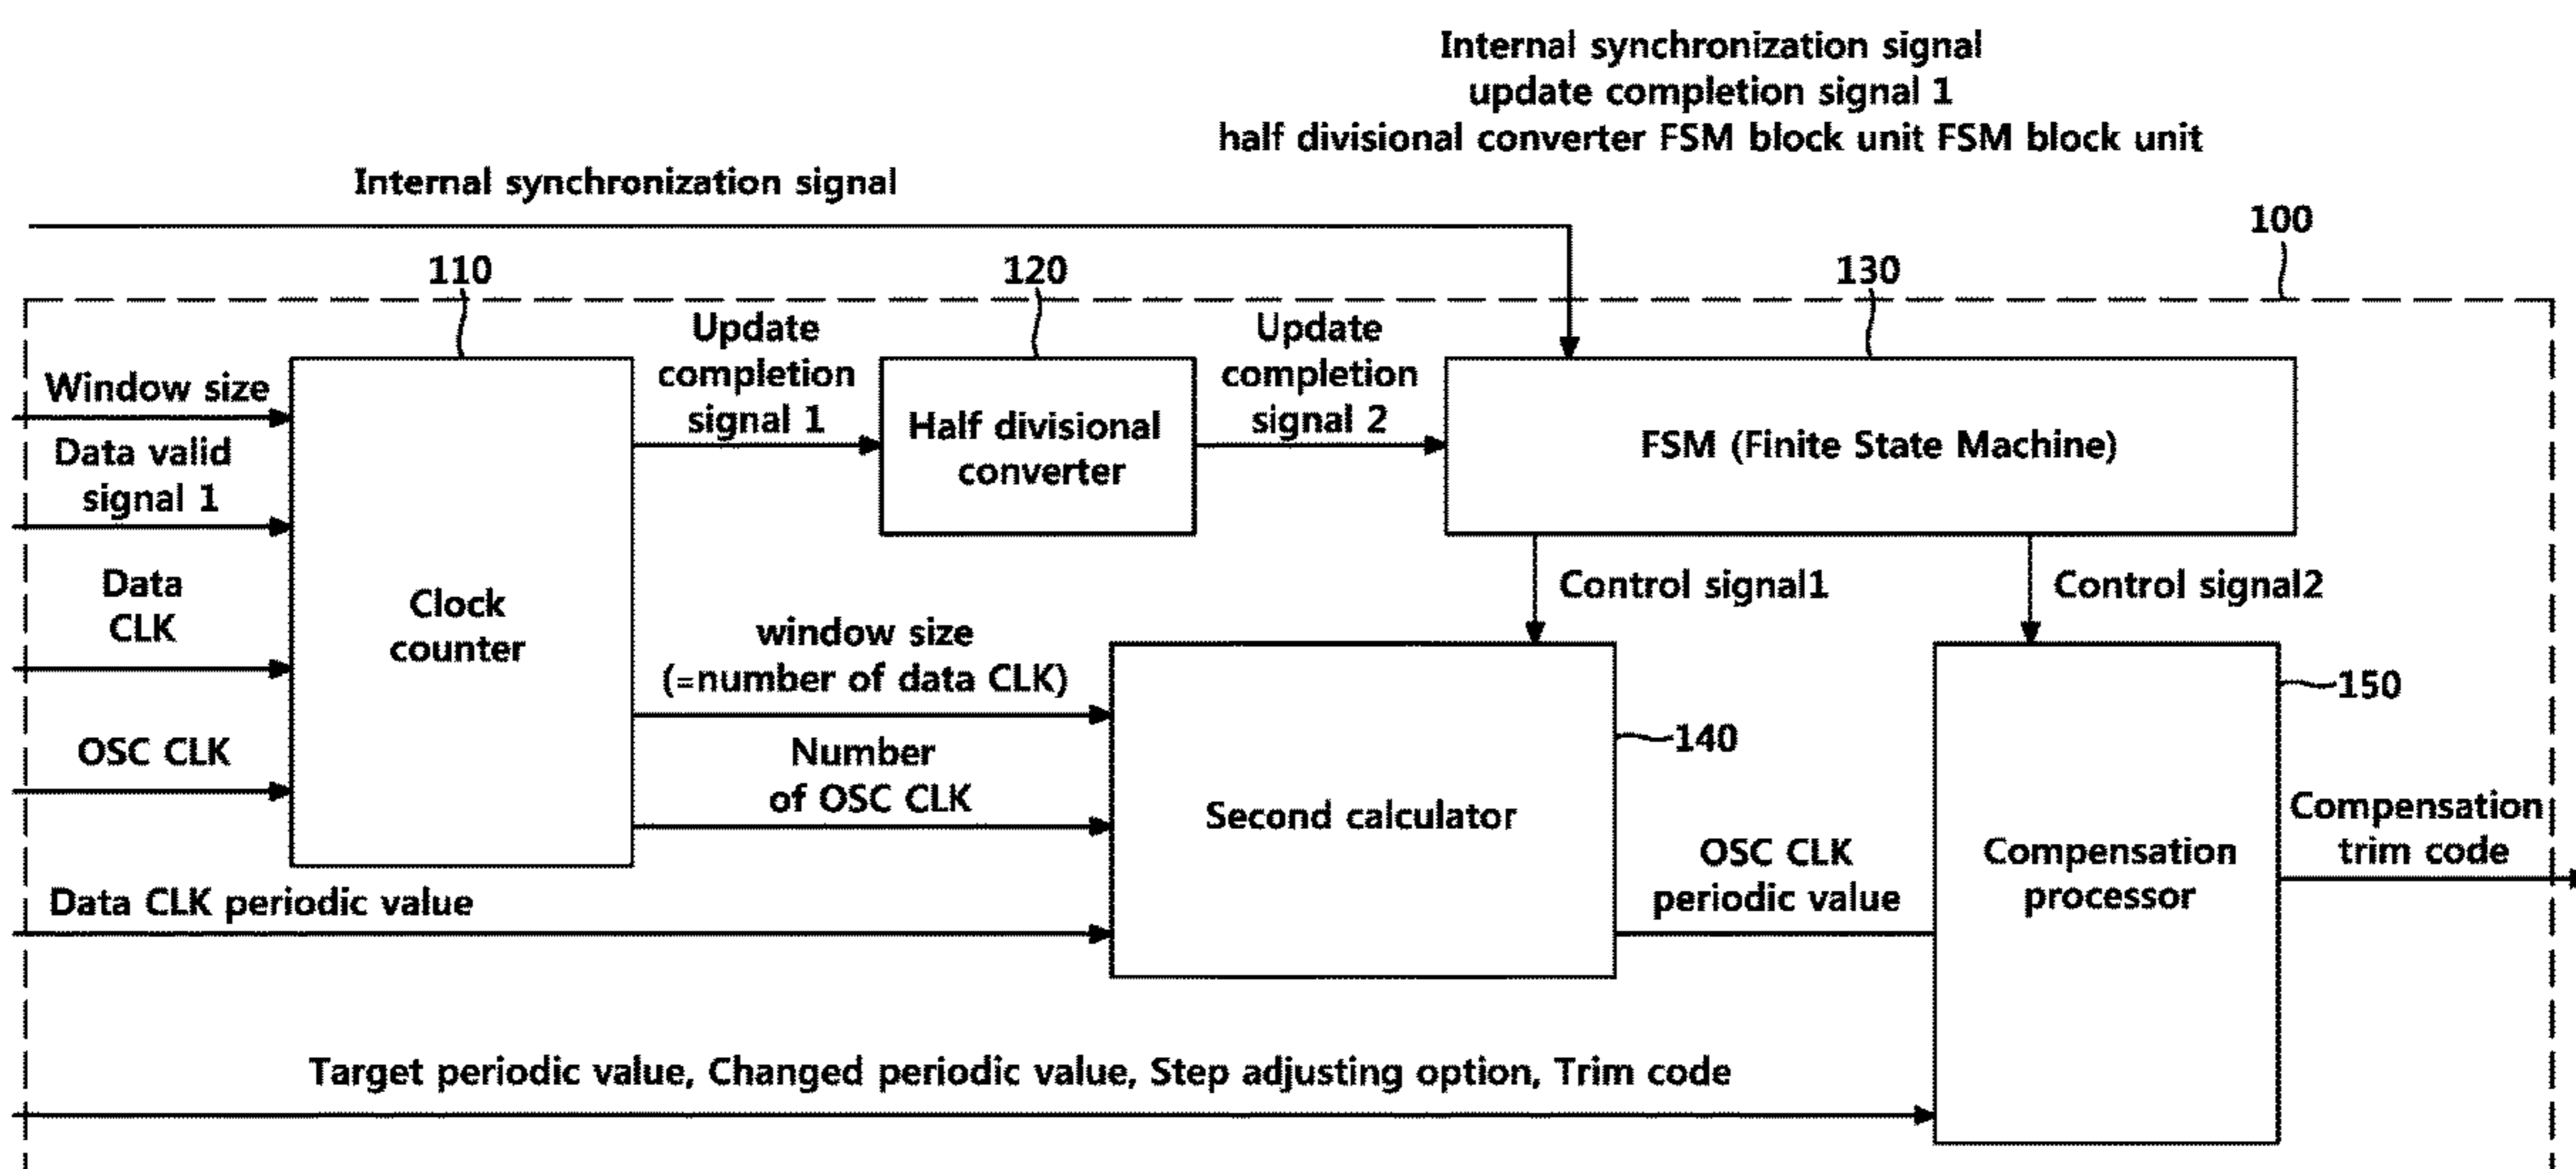 Internal synchronization signal
update completion signal 1
half divisional converter FSM block unit FSM block unit
Internal synchronization signal
100
110
120
130
Window size
Data valid
signal 1
Data
CLK
OSC CLK
Clock
counter
Update
completion
signal 1
Half divisional
converter
Update
completion
signal 2
FSM (Finite State Machine)
Control signal1
Control signal2
window size
(=number of data CLK)
Number
of OSC CLK
Data CLK periodic value
Second calculator
140
OSC CLK
periodic value
150
Compensation
processor
Compensation
trim code
Target periodic value, Changed periodic value, Step adjusting option, Trim code